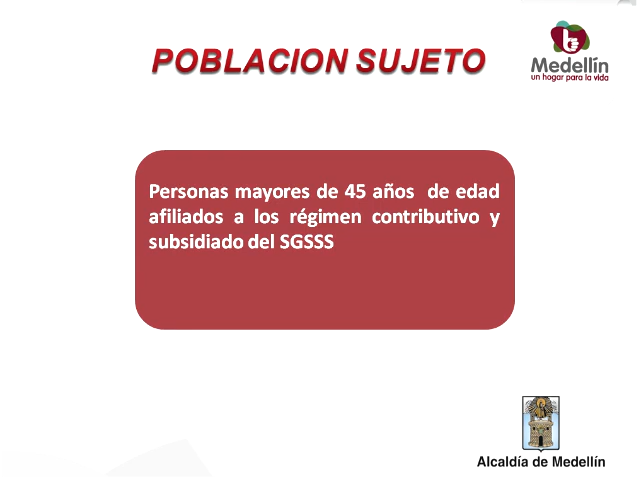 POBLACION SUJETO
Medellín
un hogar para la vida
Personas mayores de 45 años de edad
afiliados a los régimen contributivo y
subsidiado del SGSSS
Alcaldía de Medellín